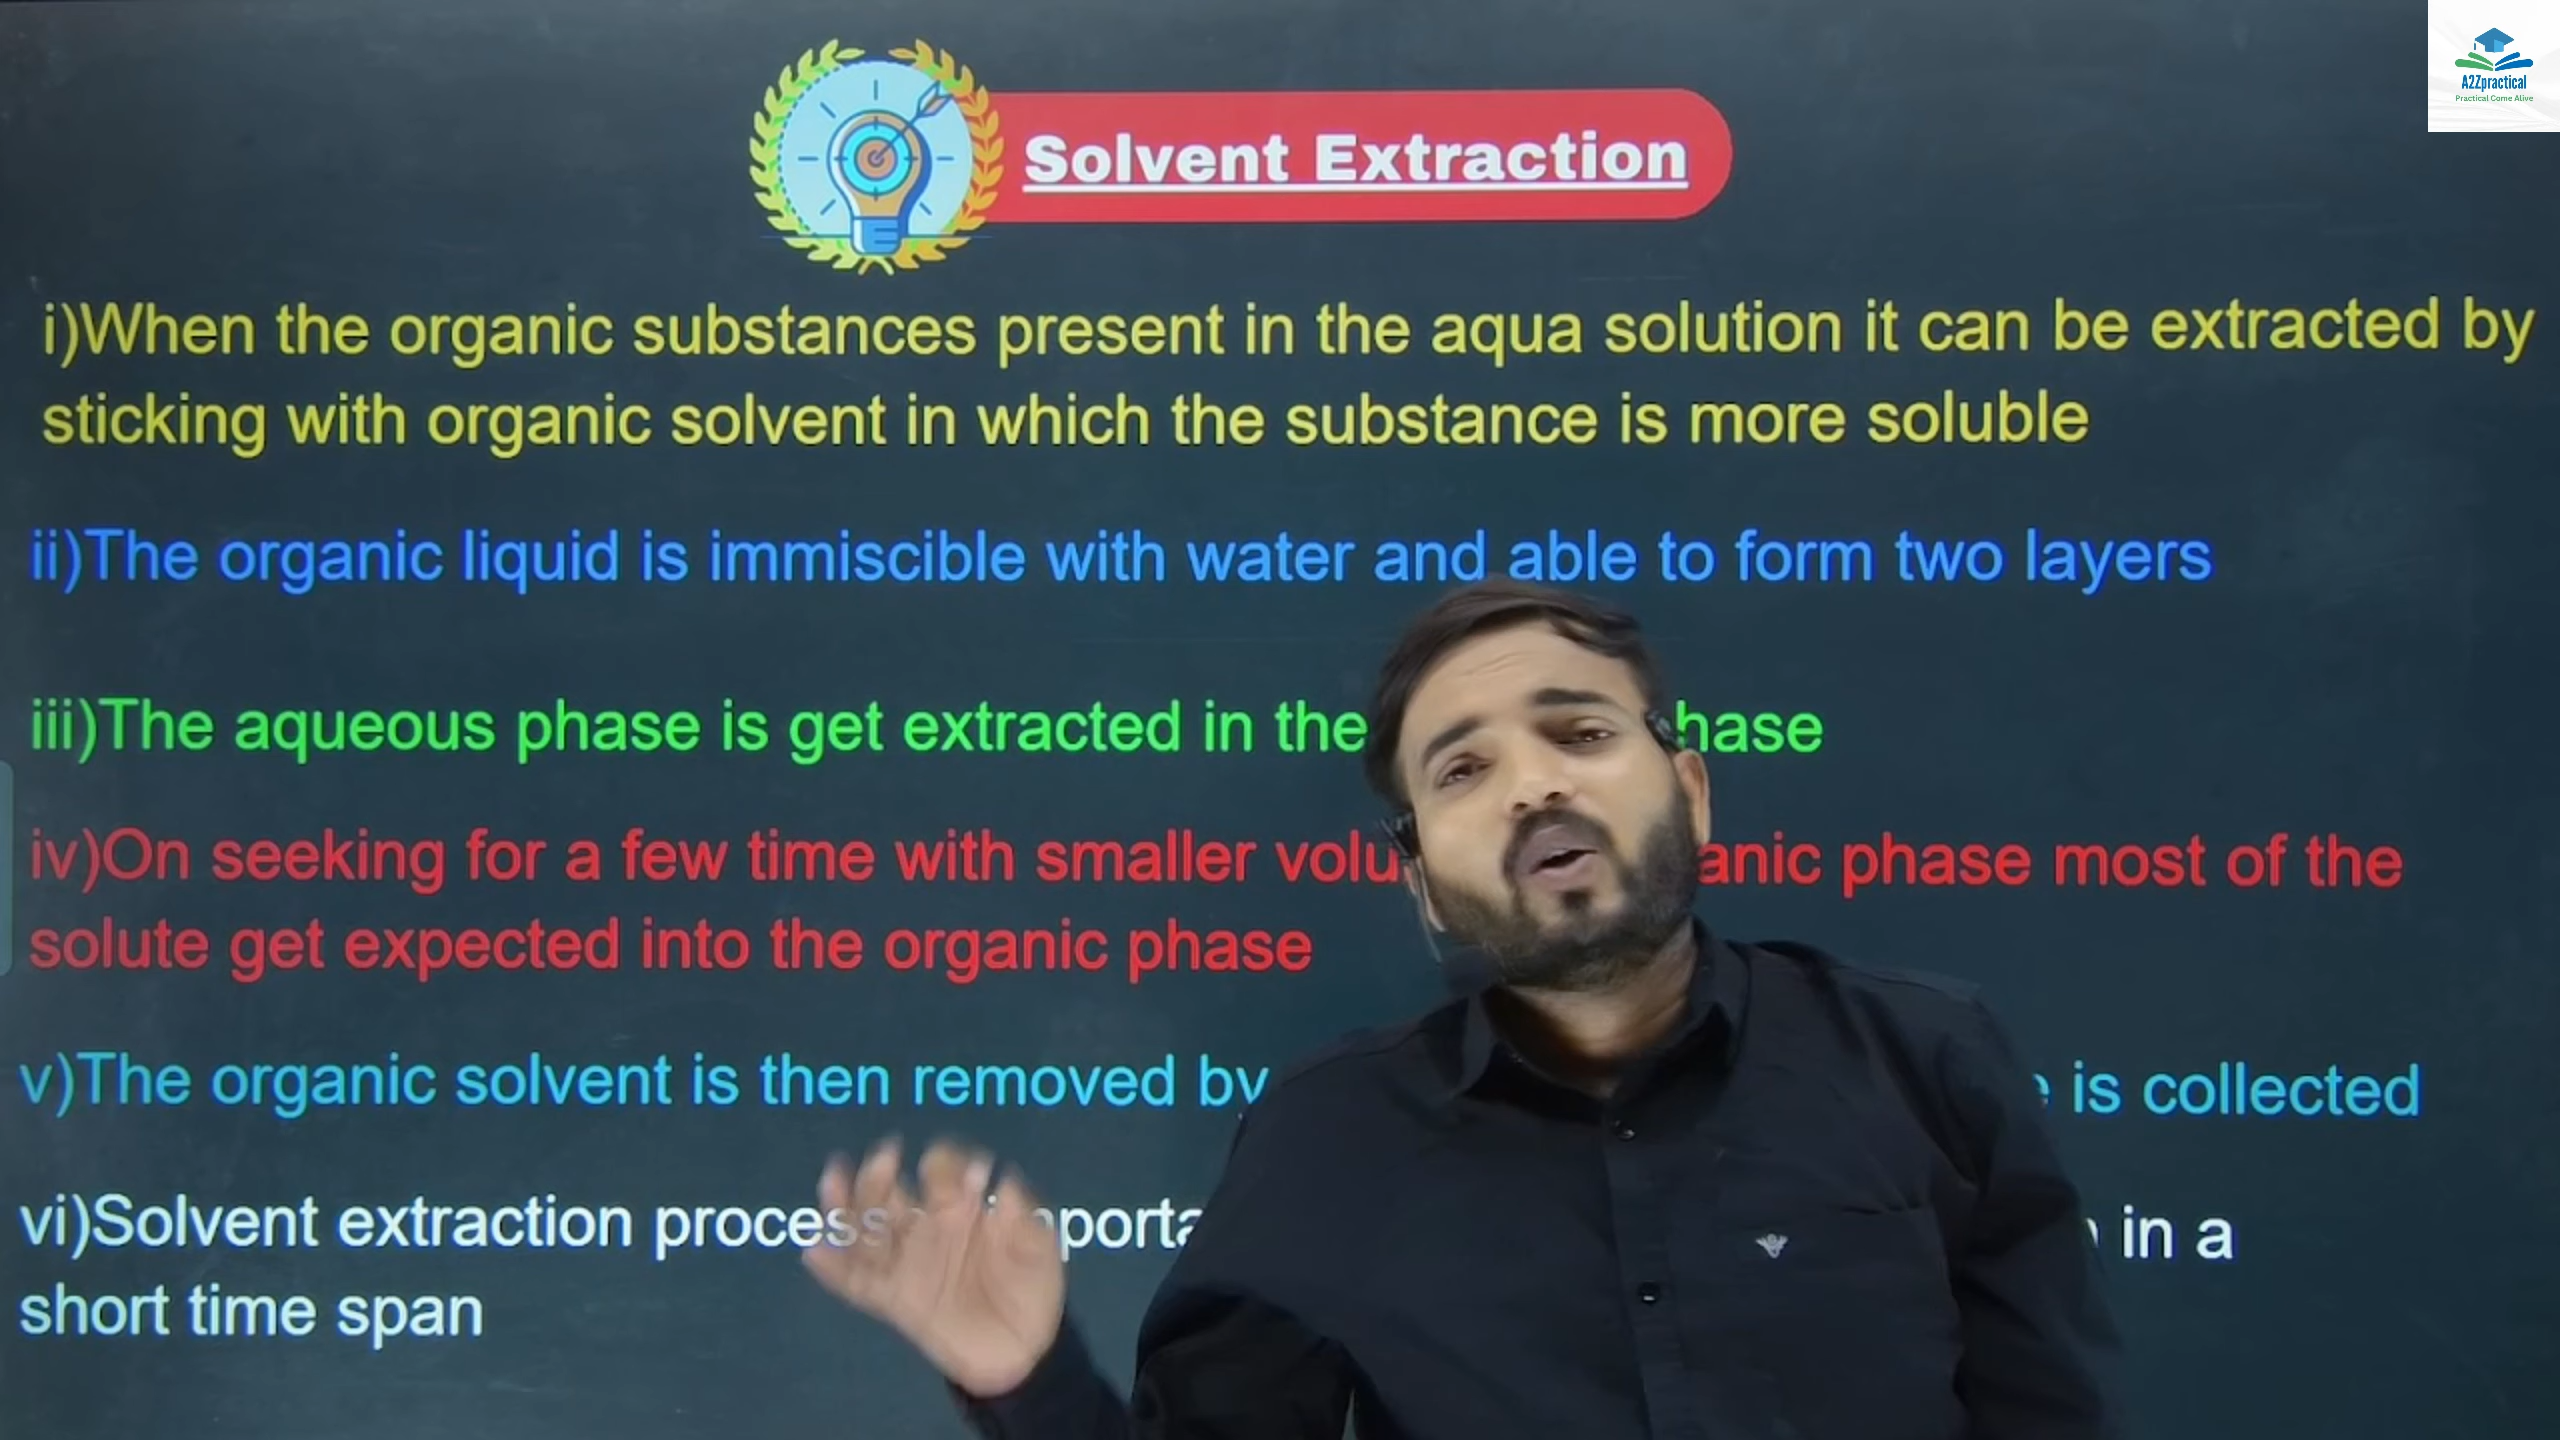 A2Zpractical
Practical Come Alive
Solvent Extraction
i)When the organic substances present in the aqua solution it can be extracted by
sticking with organic solvent in which the substance is more soluble
ii)The organic liquid is immiscible with water and able to form two layers
iii)The aqueous phase is get extracted in the
iv)On seeking for a few time with smaller phase most of the
solute get expected into the organic phase
v)The organic solvent is then removed by is collected
vi)Solvent extraction in a
short time span